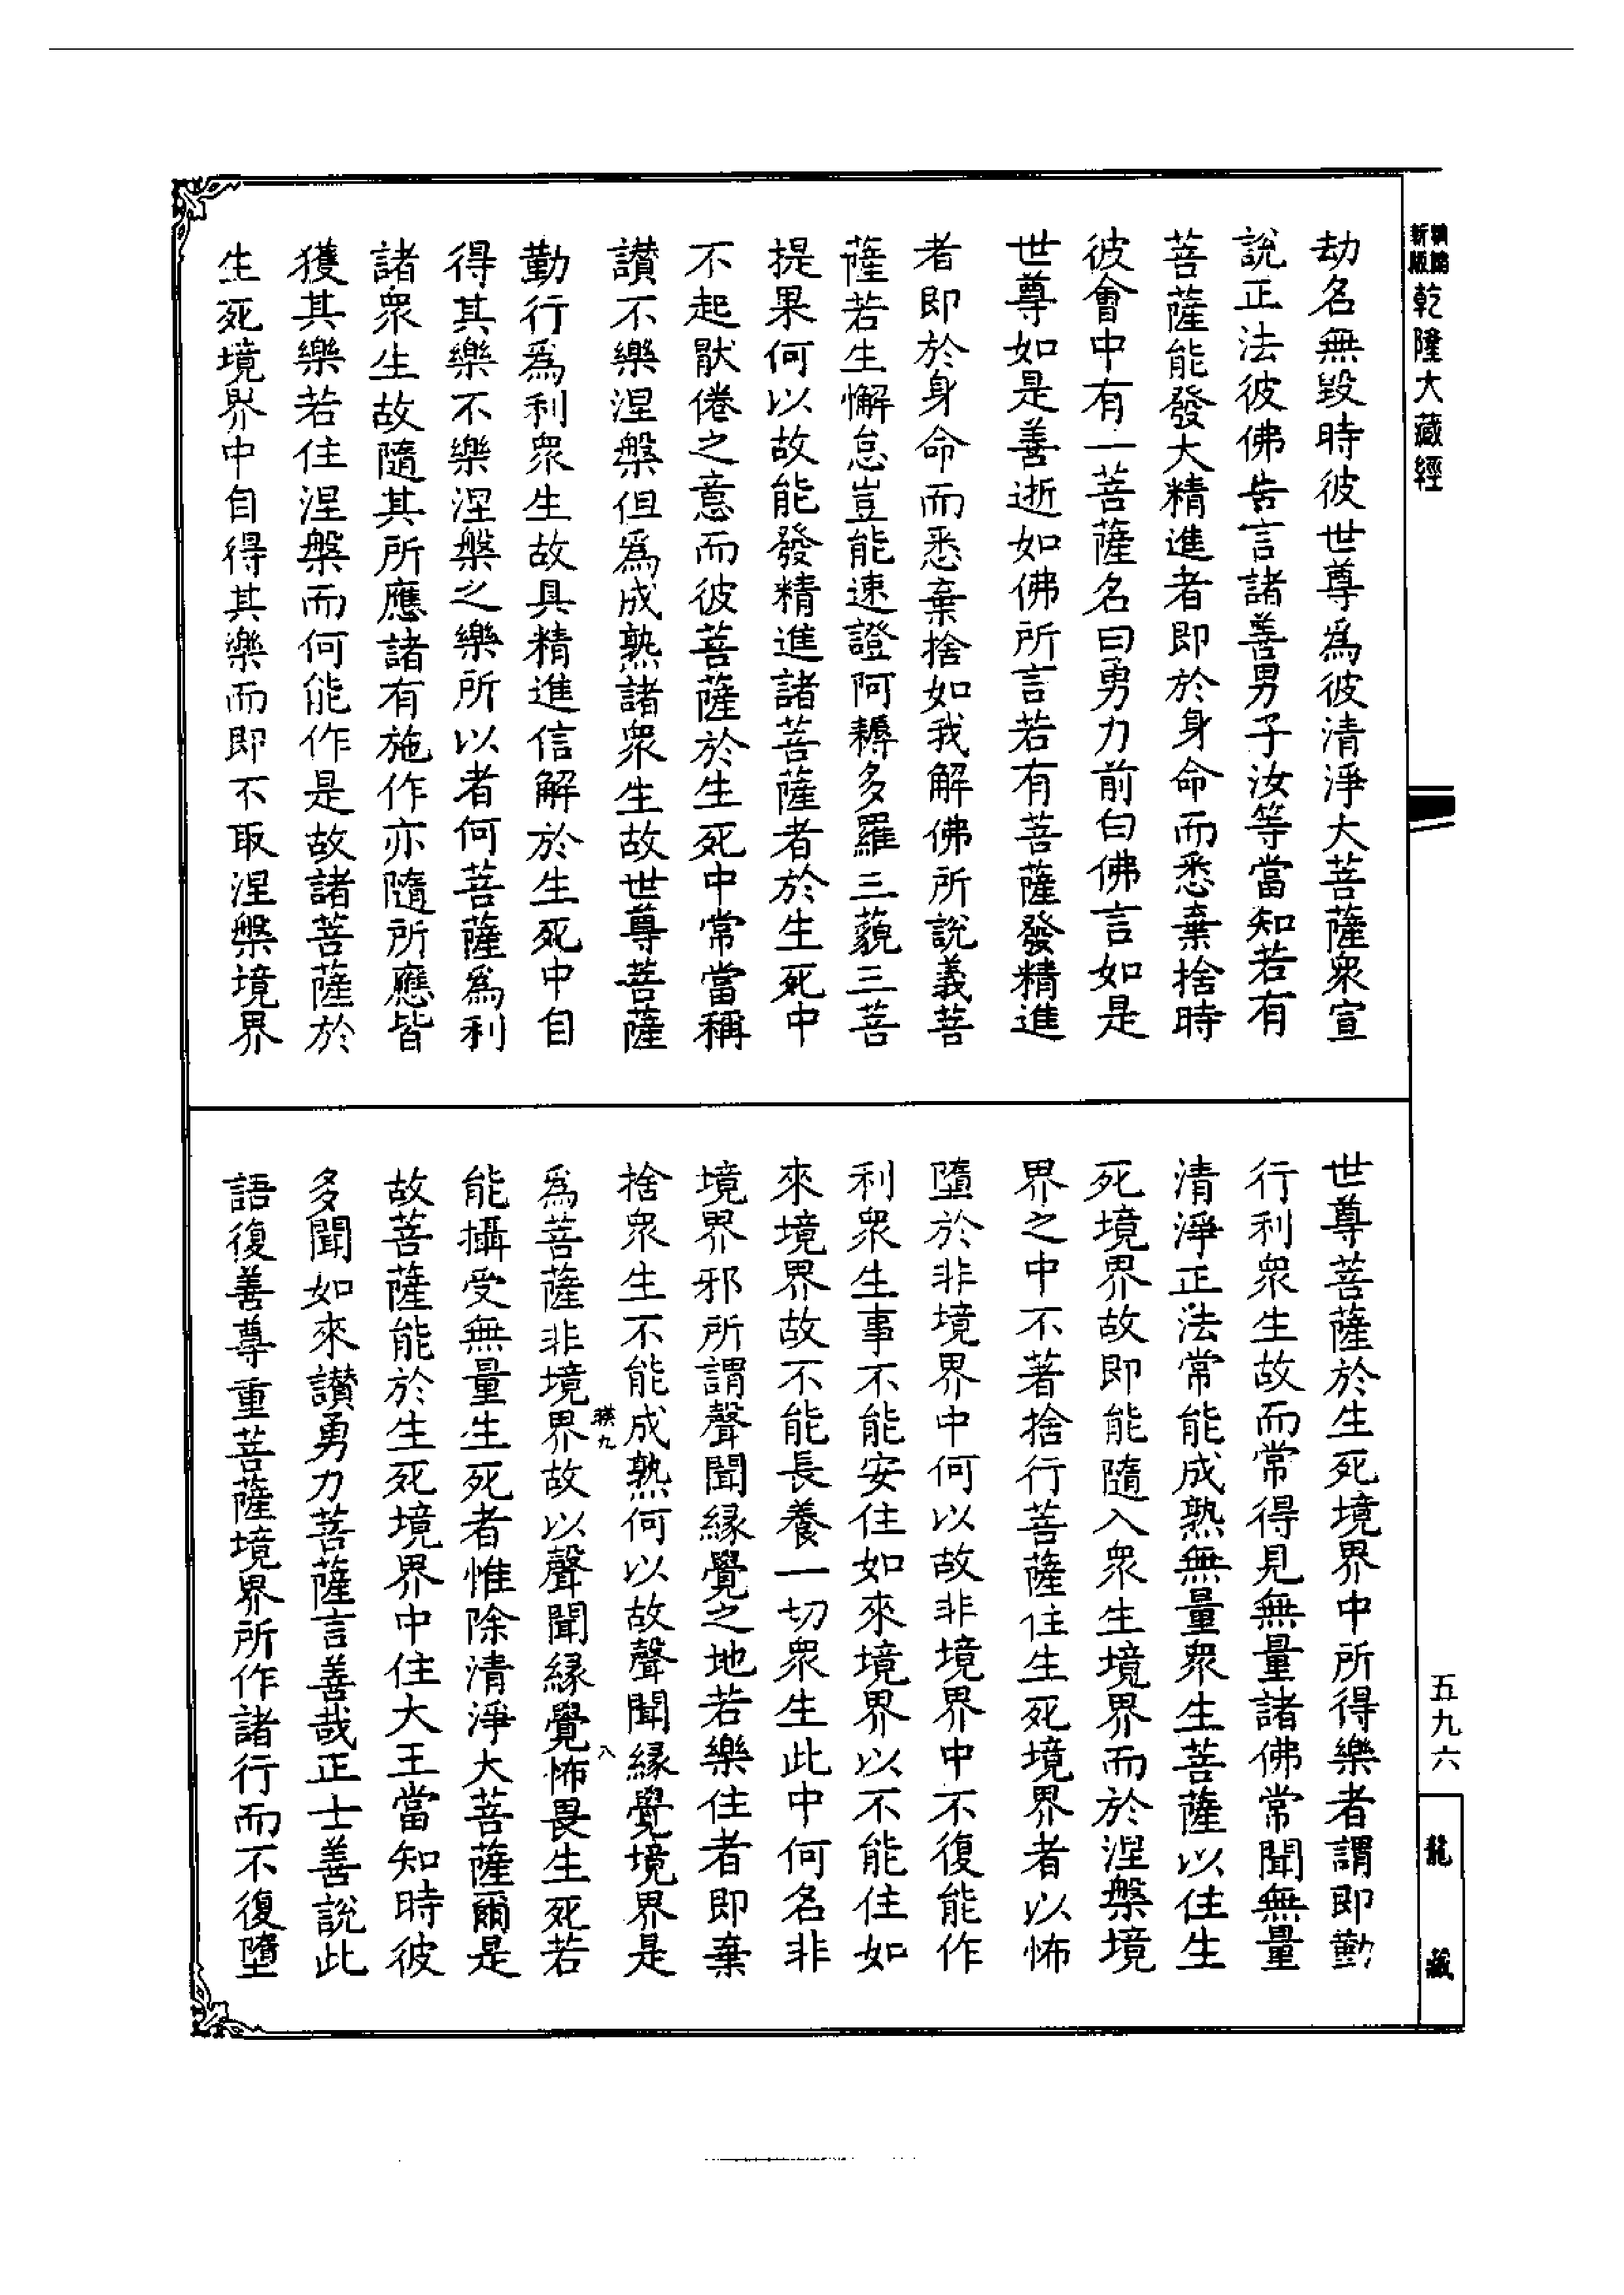 乾隆大藏經
劫名無毀時彼世尊為彼清淨大菩薩衆宣
說正法彼佛告言諸善男子汝等當知若有
菩薩能發大精進者即於身命而悉棄捨時
彼會中有一菩薩名曰勇力前白佛言如是
世尊如是善逝如佛所言若有菩薩發精進
者即於身命而悉棄捨如我解佛所說義菩
薩若生懈怠豈能速證阿耨多羅三藐三菩
提果何以故能發精進諸菩薩者於生死中
不起厭倦之意而彼菩薩於生死中常當稱
讚不樂涅槃但為成熟諸衆生故世尊菩薩
勤行為利衆生故具精進信解於生死中自
得其樂不樂涅槃之樂所以者何菩薩為利
諸衆生故隨其所應諸有施作亦隨所應皆
獲其樂若住涅槃而何能作是故諸菩薩於
生死境界中自得其樂而即不取涅槃境界
世尊菩薩於生死境界中所得樂者謂即勤
行利衆生故而常得見無量諸佛常聞無量
清淨正法常能成熟無量衆生菩薩以住生
死境界故即能隨入衆生境界而於涅槃境
界之中不著捨行菩薩住生死境界者以怖
墮於非境界中何以故非境界中不復能作
利衆生事不能安住如來境界以不能住如
來境界故不能長養一切衆生此中何名非
境界邪所謂聲聞緣覺之地若樂住者即棄
捨衆生不能成熟何以故聲聞緣覺境界是
為菩薩非境界故以聲聞緣覺怖畏生死若
能攝受無量生死者惟除清淨大菩薩爾是
故菩薩能於生死境界中住大王當知時彼
多聞如來讚勇力菩薩言善哉正士善說此
語復善尊重菩薩境界所作諸行而不復墮
五九六
龍藏